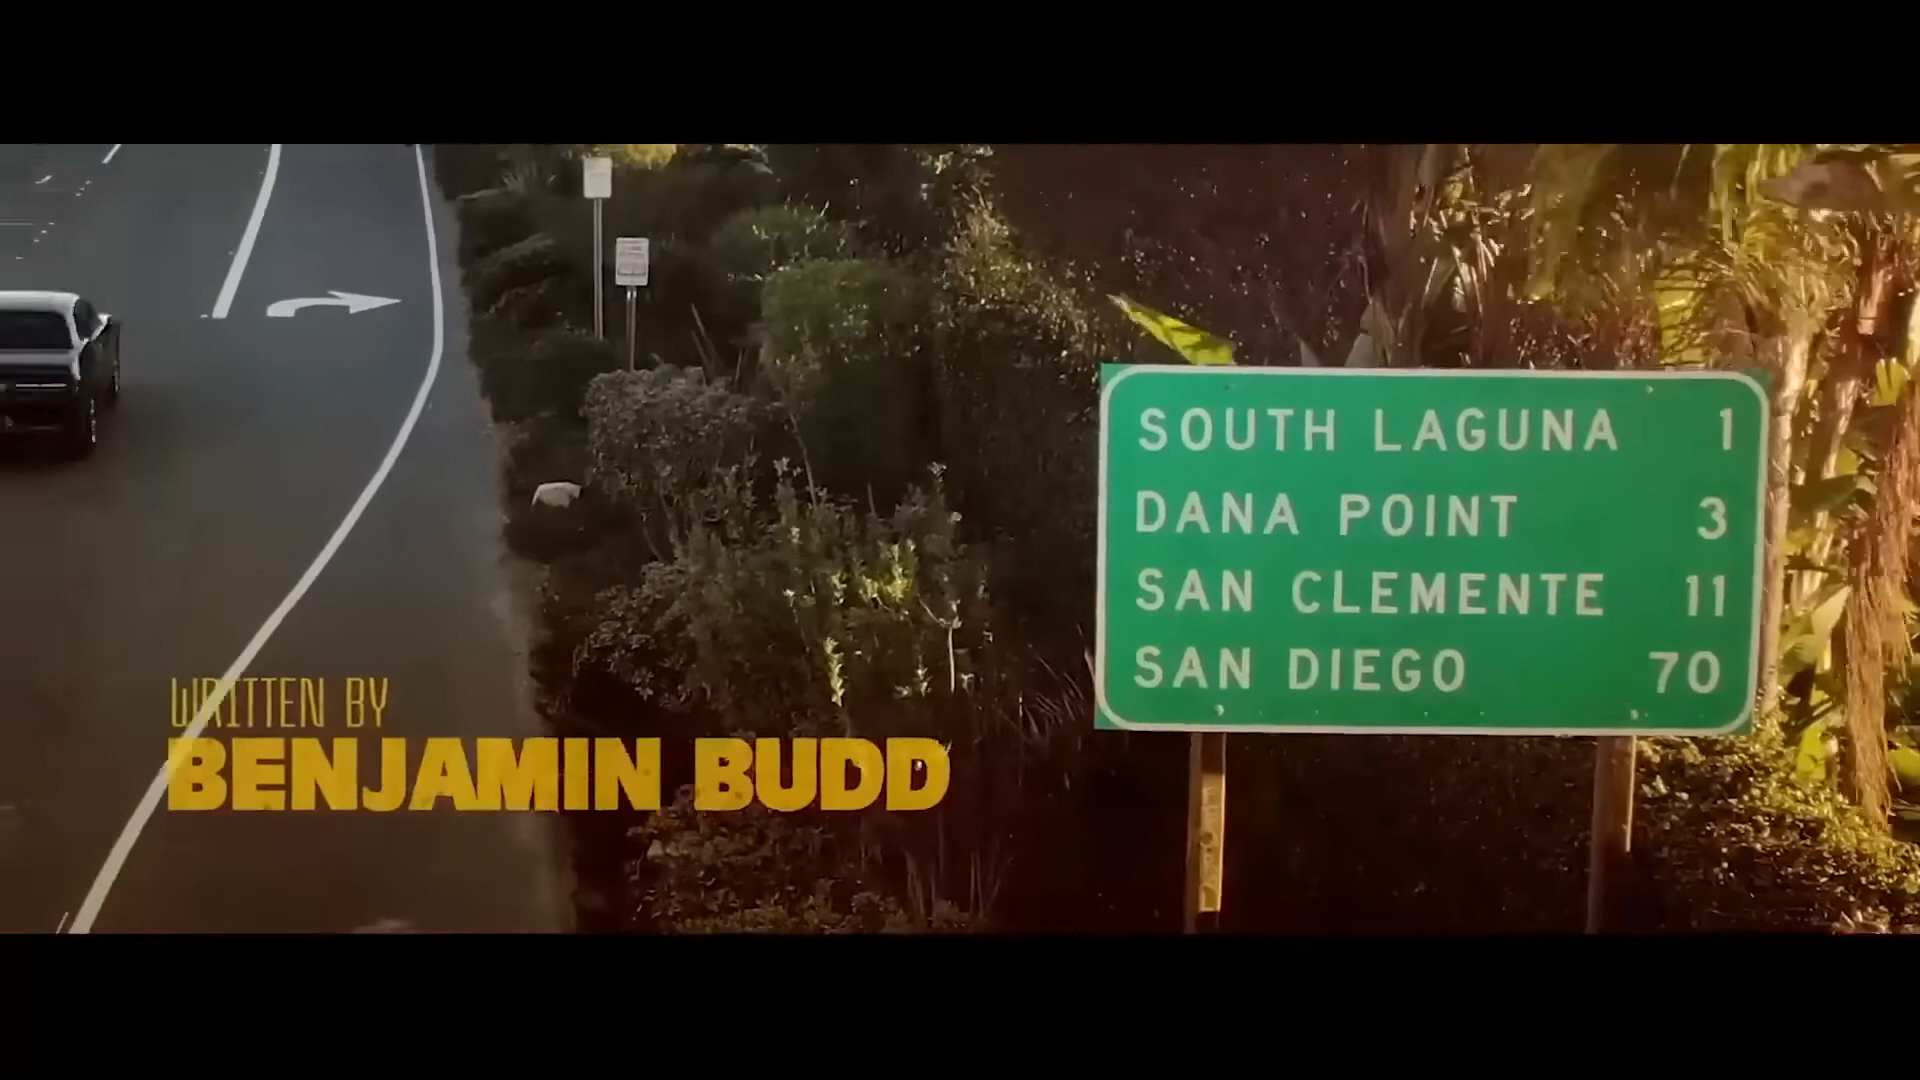 SOUTH LAGUNA 1
DANA POINT 3
SAN CLEMENTE 11
SAN DIEGO 70
WRITTEN BY
BENJAMIN BUDD